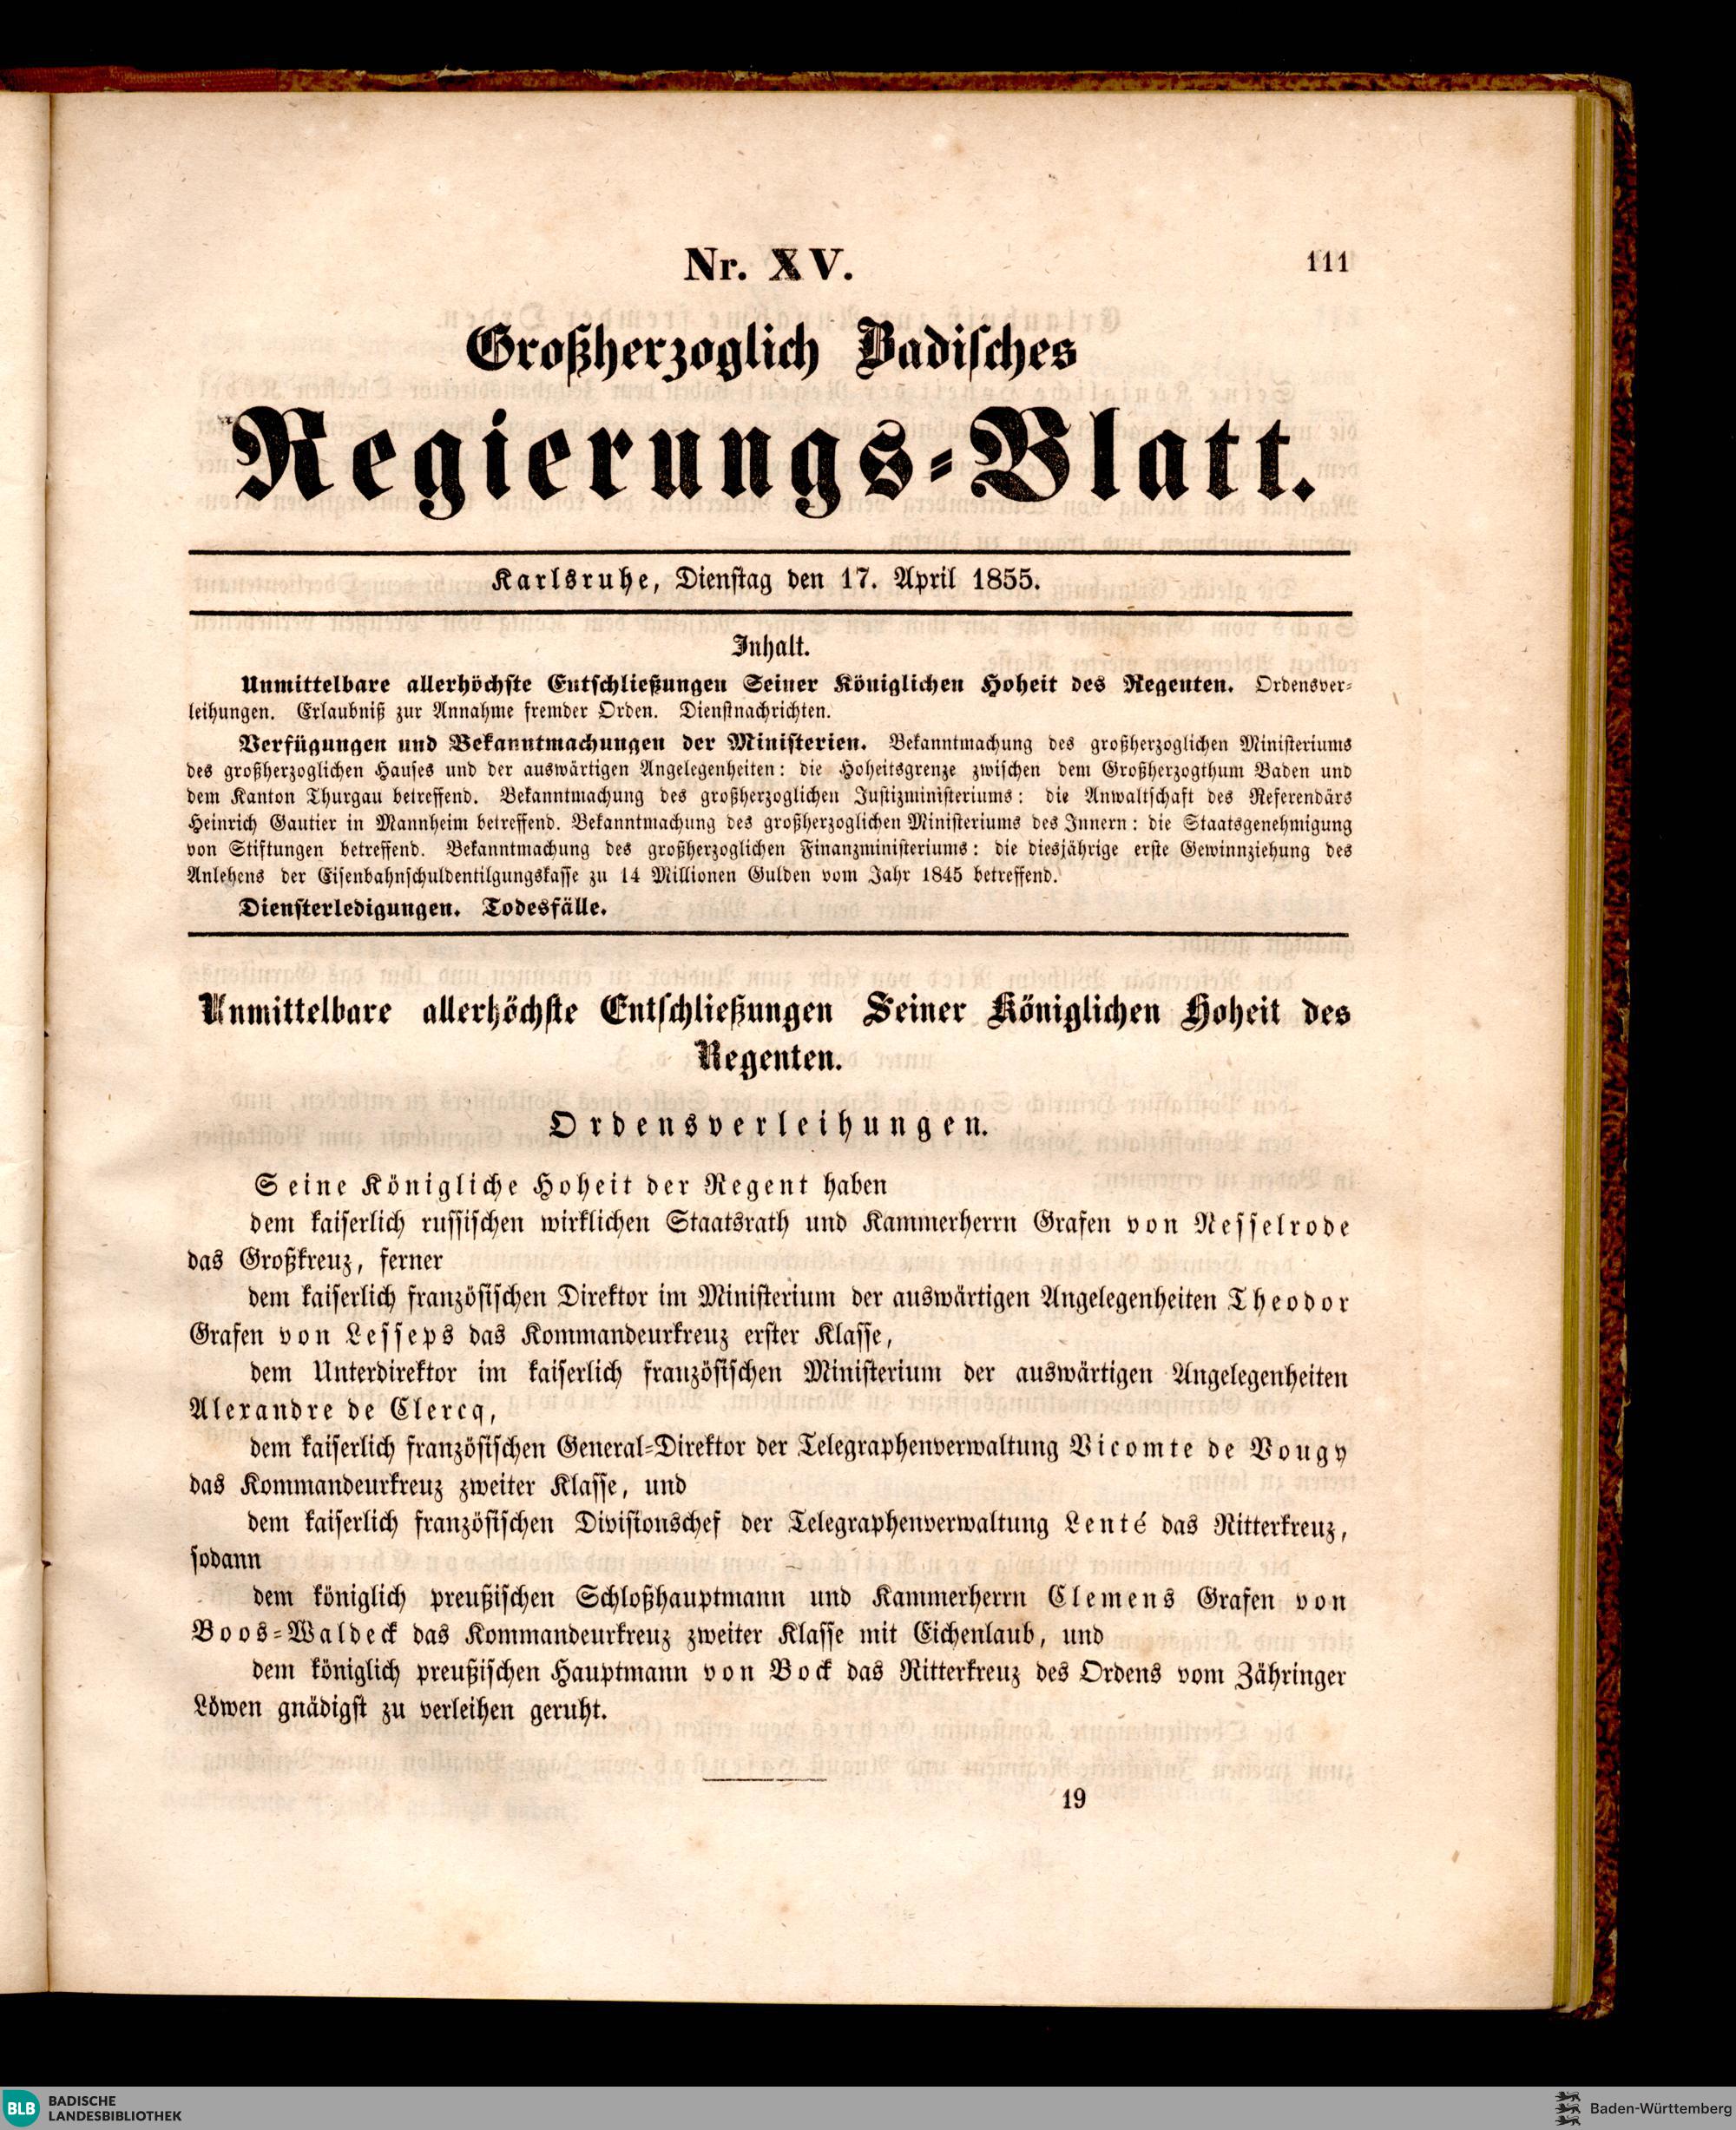 Nr. XV.
111
Großherzoglich Badisches
Regierungs-Blatt.
Karlsruhe, Dienstag den 17. April 1855.
Inhalt.
Unmittelbare allerhöchste Entschließungen Seiner Königlichen Hoheit des Regenten. Ordensver-
leihungen. Erlaubniß zur Annahme fremder Orden. Dienstnachrichten.
Verfügungen und Bekanntmachungen der Ministerien. Bekanntmachung des großherzoglichen Ministeriums
des großherzoglichen Hauses und der auswärtigen Angelegenheiten: die Hoheitsgrenze zwischen dem Großherzogthum Baden und
dem Kanton Thurgau betreffend. Bekanntmachung des großherzoglichen Justizministeriums: die Anwaltschaft des Referendärs
Heinrich Gautier in Mannheim betreffend. Bekanntmachung des großherzoglichen Ministeriums des Innern: die Staatsgenehmigung
von Stiftungen betreffend. Bekanntmachung des großherzoglichen Finanzministeriums: die diesjährige erste Gewinnziehung des
Anlehens der Eisenbahnschuldentilgungskasse zu 14 Millionen Gulden vom Jahr 1845 betreffend.
Diensterledigungen. Todesfälle.
Unmittelbare allerhöchste Entschließungen Seiner Königlichen Hoheit des
Regenten.
Ordensverleihungen.
Seine Königliche Hoheit der Regent haben
dem kaiserlich russischen wirklichen Staatsrath und Kammerherrn Grafen von Nesselrode
das Großkreuz, ferner
dem kaiserlich französischen Direktor im Ministerium der auswärtigen Angelegenheiten Theodor
Grafen von Lesseps das Kommandeurkreuz erster Klasse,
dem Unterdirektor im kaiserlich französischen Ministerium der auswärtigen Angelegenheiten
Alexandre de Clercq,
dem kaiserlich französischen General-Direktor der Telegraphenverwaltung Vicomte de Vougy
das Kommandeurkreuz zweiter Klasse, und
dem kaiserlich französischen Divisionschef der Telegraphenverwaltung Lenté das Ritterkreuz,
sodann
dem königlich preußischen Schloßhauptmann und Kammerherrn Clemens Grafen von
Boos-Waldeck das Kommandeurkreuz zweiter Klasse mit Eichenlaub, und
dem königlich preußischen Hauptmann von Bock das Ritterkreuz des Ordens vom Zähringer
Löwen gnädigst zu verleihen geruht.
19
BLB BADISCHE
LANDESBIBLIOTHEK
Baden-Württemberg